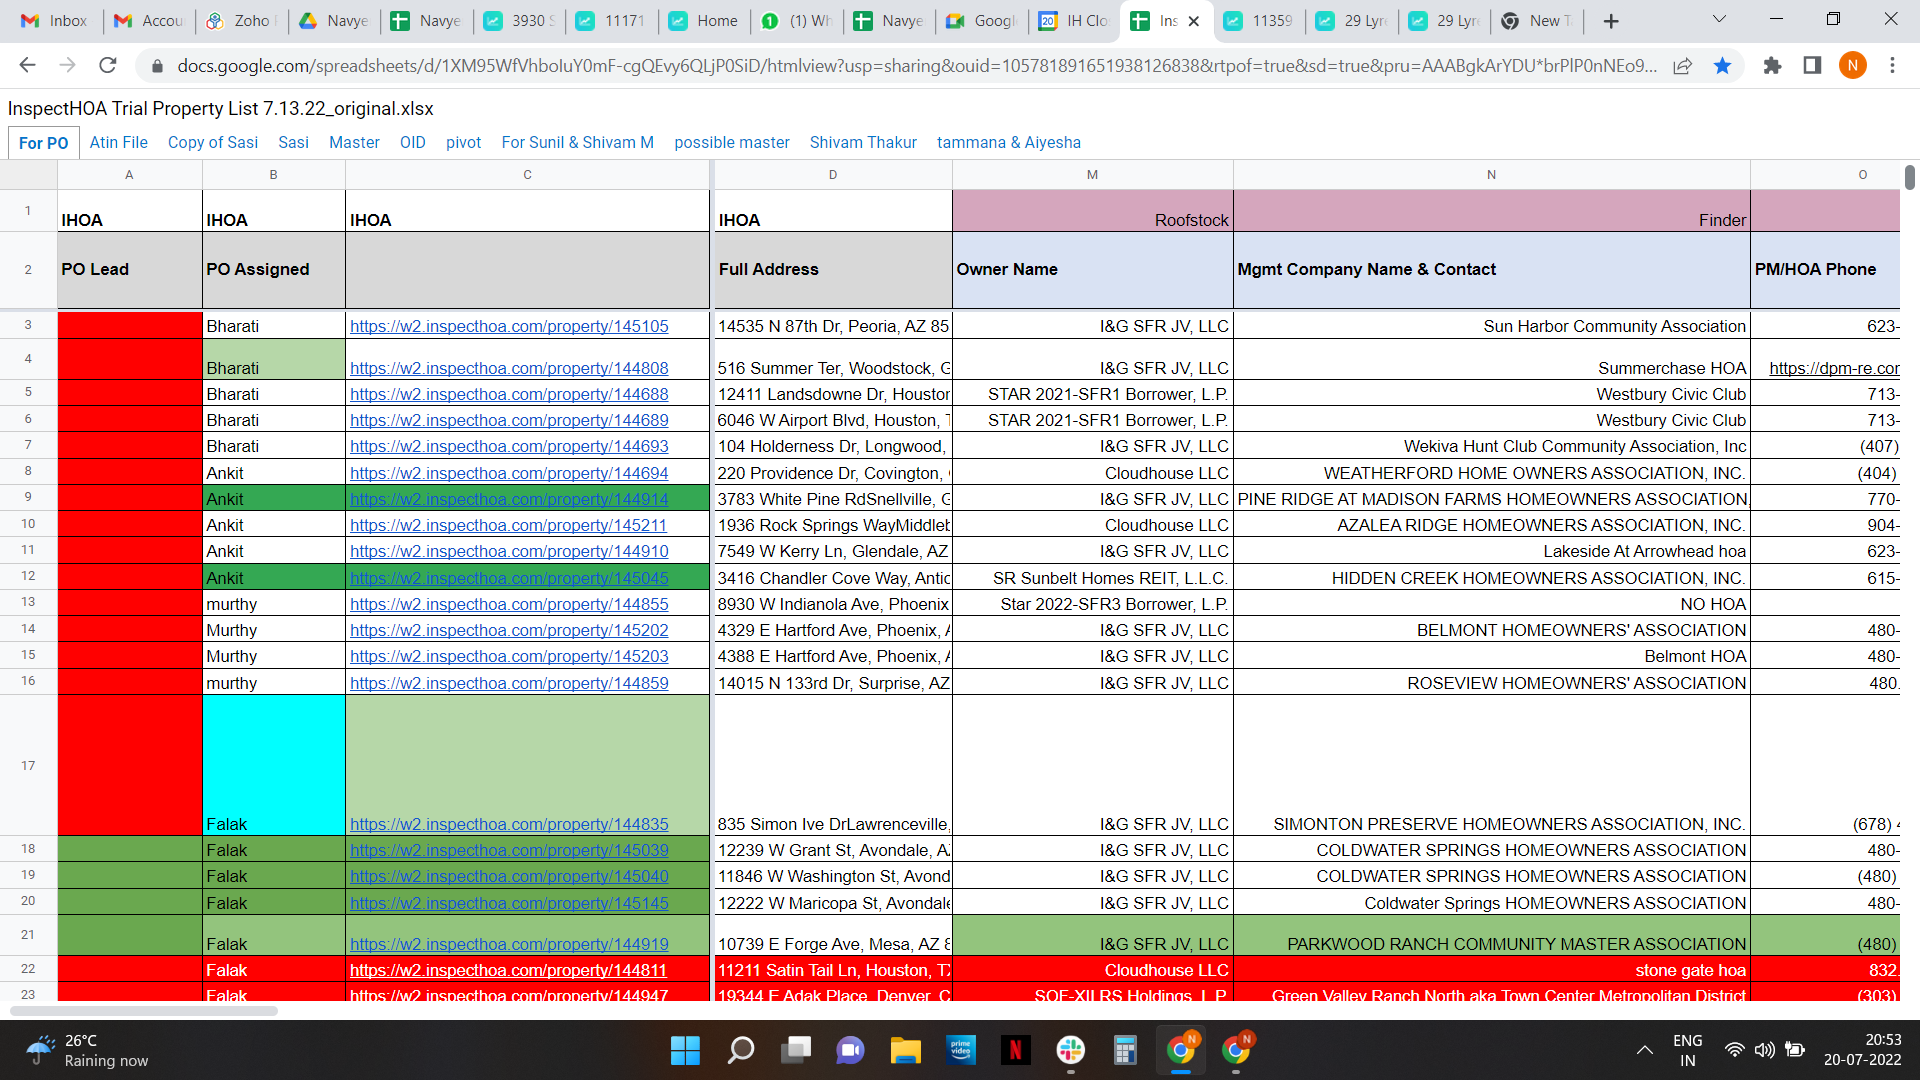 Inbox Accou Zoho Navye Navye 3930 S 11171 Home (1) Wh Navye Googl IH Clo Ins 11359 29 Lyr 29 Lyr New T
docs.google.com/spreadsheets/d/1XM95WfVhboIuY0mF-cgQEvy6QLjP0SiD/htmlview?usp=sharing&ouid=105781891651938126838&rtpof=true&sd=true&pru=AAABgkArYDU*brPlP0nNEo9... N
InspectHOA Trial Property List 7.13.22_original.xlsx
For PO Atin File Copy of Sasi Sasi Master OID pivot For Sunil & Shivam M possible master Shivam Thakur tammana & Aiyesha
A B C D M N O
1 IHOA IHOA IHOA IHOA Roofstock Finder
2 PO Lead PO Assigned Full Address Owner Name Mgmt Company Name & Contact PM/HOA Phone
3 Bharati https://w2.inspecthoa.com/property/145105 14535 N 87th Dr, Peoria, AZ 85 I&G SFR JV, LLC Sun Harbor Community Association 623-
4 Bharati https://w2.inspecthoa.com/property/144808 516 Summer Ter, Woodstock, G I&G SFR JV, LLC Summerchase HOA https://dpm-re.cor
5 Bharati https://w2.inspecthoa.com/property/144688 12411 Landsdowne Dr, Houston STAR 2021-SFR1 Borrower, L.P. Westbury Civic Club 713-
6 Bharati https://w2.inspecthoa.com/property/144689 6046 W Airport Blvd, Houston, T STAR 2021-SFR1 Borrower, L.P. Westbury Civic Club 713-
7 Bharati https://w2.inspecthoa.com/property/144693 104 Holderness Dr, Longwood, I&G SFR JV, LLC Wekiva Hunt Club Community Association, Inc (407)
8 Ankit https://w2.inspecthoa.com/property/144694 220 Providence Dr, Covington, Cloudhouse LLC WEATHERFORD HOME OWNERS ASSOCIATION, INC. (404)
9 Ankit https://w2.inspecthoa.com/property/144914 3783 White Pine RdSnellville, G I&G SFR JV, LLC PINE RIDGE AT MADISON FARMS HOMEOWNERS ASSOCIATION, 770-
10 Ankit https://w2.inspecthoa.com/property/145211 1936 Rock Springs WayMiddleb Cloudhouse LLC AZALEA RIDGE HOMEOWNERS ASSOCIATION, INC. 904-
11 Ankit https://w2.inspecthoa.com/property/144910 7549 W Kerry Ln, Glendale, AZ I&G SFR JV, LLC Lakeside At Arrowhead hoa 623-
12 Ankit https://w2.inspecthoa.com/property/145045 3416 Chandler Cove Way, Antic SR Sunbelt Homes REIT, L.L.C. HIDDEN CREEK HOMEOWNERS ASSOCIATION, INC. 615-
13 murthy https://w2.inspecthoa.com/property/144855 8930 W Indianola Ave, Phoenix Star 2022-SFR3 Borrower, L.P. NO HOA
14 Murthy https://w2.inspecthoa.com/property/145202 4329 E Hartford Ave, Phoenix, A I&G SFR JV, LLC BELMONT HOMEOWNERS' ASSOCIATION 480-
15 Murthy https://w2.inspecthoa.com/property/145203 4388 E Hartford Ave, Phoenix, A I&G SFR JV, LLC Belmont HOA 480-
16 murthy https://w2.inspecthoa.com/property/144859 14015 N 133rd Dr, Surprise, AZ I&G SFR JV, LLC ROSEVIEW HOMEOWNERS' ASSOCIATION 480.
17 Falak https://w2.inspecthoa.com/property/144835 835 Simon Ive DrLawrenceville, I&G SFR JV, LLC SIMONTON PRESERVE HOMEOWNERS ASSOCIATION, INC. (678) 4
18 Falak https://w2.inspecthoa.com/property/145039 12239 W Grant St, Avondale, AZ I&G SFR JV, LLC COLDWATER SPRINGS HOMEOWNERS ASSOCIATION 480-
19 Falak https://w2.inspecthoa.com/property/145040 11846 W Washington St, Avond I&G SFR JV, LLC COLDWATER SPRINGS HOMEOWNERS ASSOCIATION (480)
20 Falak https://w2.inspecthoa.com/property/145145 12222 W Maricopa St, Avondale I&G SFR JV, LLC Coldwater Springs HOMEOWNERS ASSOCIATION 480-
21 Falak https://w2.inspecthoa.com/property/144919 10739 E Forge Ave, Mesa, AZ 8 I&G SFR JV, LLC PARKWOOD RANCH COMMUNITY MASTER ASSOCIATION (480)
22 Falak https://w2.inspecthoa.com/property/144811 11211 Satin Tail Ln, Houston, TX Cloudhouse LLC stone gate hoa 832.
23 Falak https://w2.inspecthoa.com/property/144947 19344 E Adak Place, Denver, C SOF-XII RS Holdings, L.P. Green Valley Ranch North aka Town Center Metropolitan District (303)
26°C ENG 20:53
Raining now IN 20-07-2022